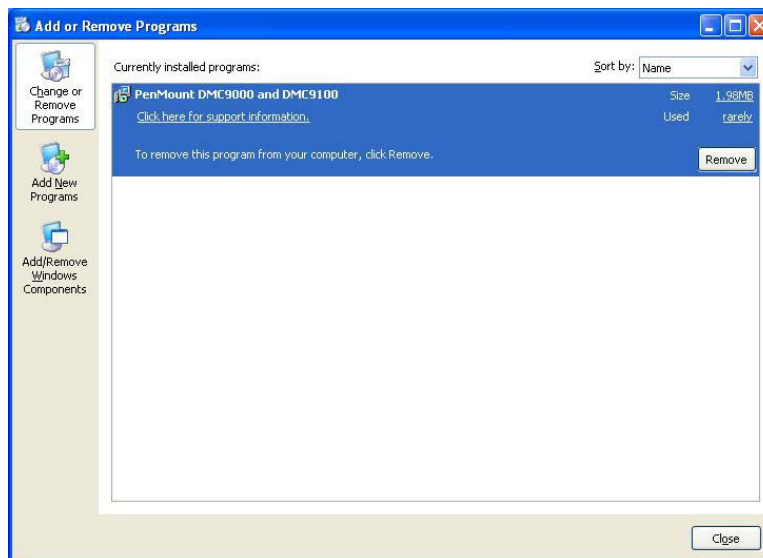 Add or Remove Programs
Change or
Remove
Programs
Add New
Programs
Add/Remove
Windows
Components
Currently installed programs:
Sort by: Name
PenMount DMC9000 and DMC9100
Size 1.98MB
Click here for support information.
Used rarely
To remove this program from your computer, click Remove.
Remove
Close